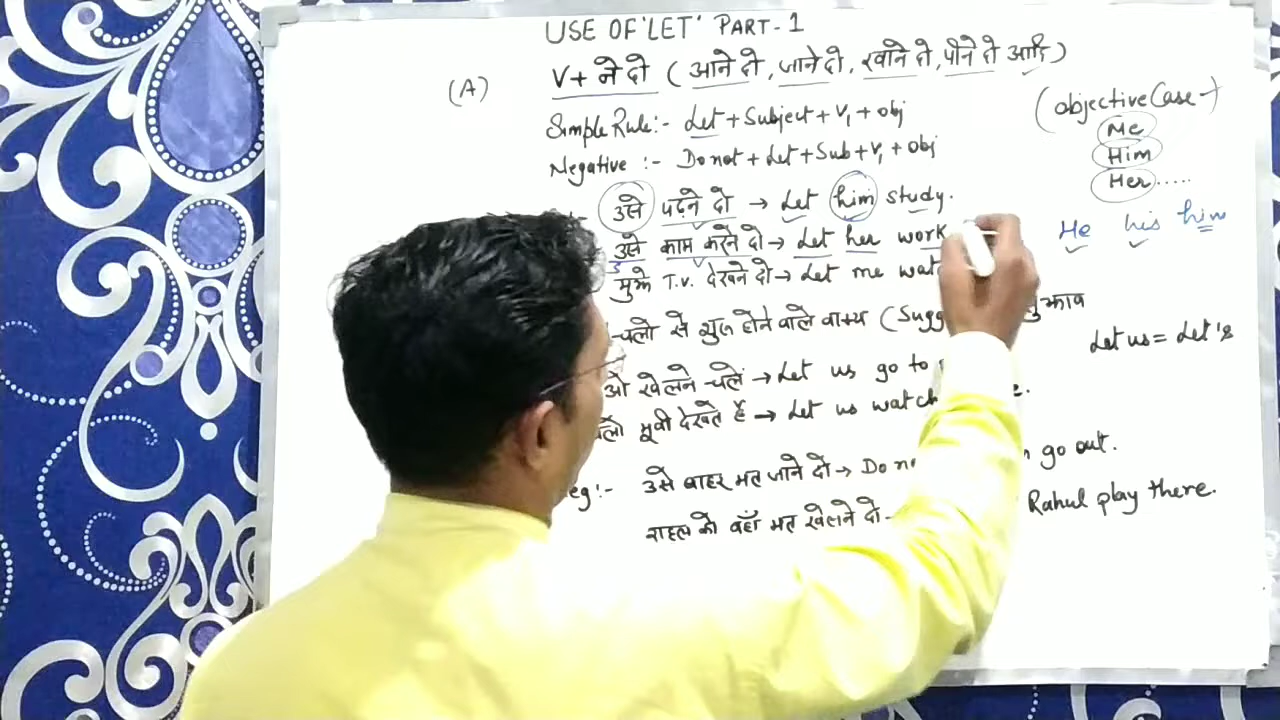 USE OF 'LET' PART-1
(A) V+ ने दो ( आने दो, जाने दो, खाने दो, पीने दो आदि )
(objective Case→)
Simple Rule:- Let + Subject + V₁ + obj
Me
Negative :- Do not + Let + Sub + V₁ + obj
Him
Her.....
उसे पढ़ने दो → Let him study.
He his him
उसे काम करने दो → Let her work
मुझे T.V. देखने दो → Let me
चलो से शुरू होने वाले वाक्य (
Let us = Let's
खेलने चलें → Let us go to
मूवी देखते हैं → Let us watch
उसे बाहर मत जाने दो → Do go out.
राहुल को वहाँ मत खेलने दो - Rahul play there.